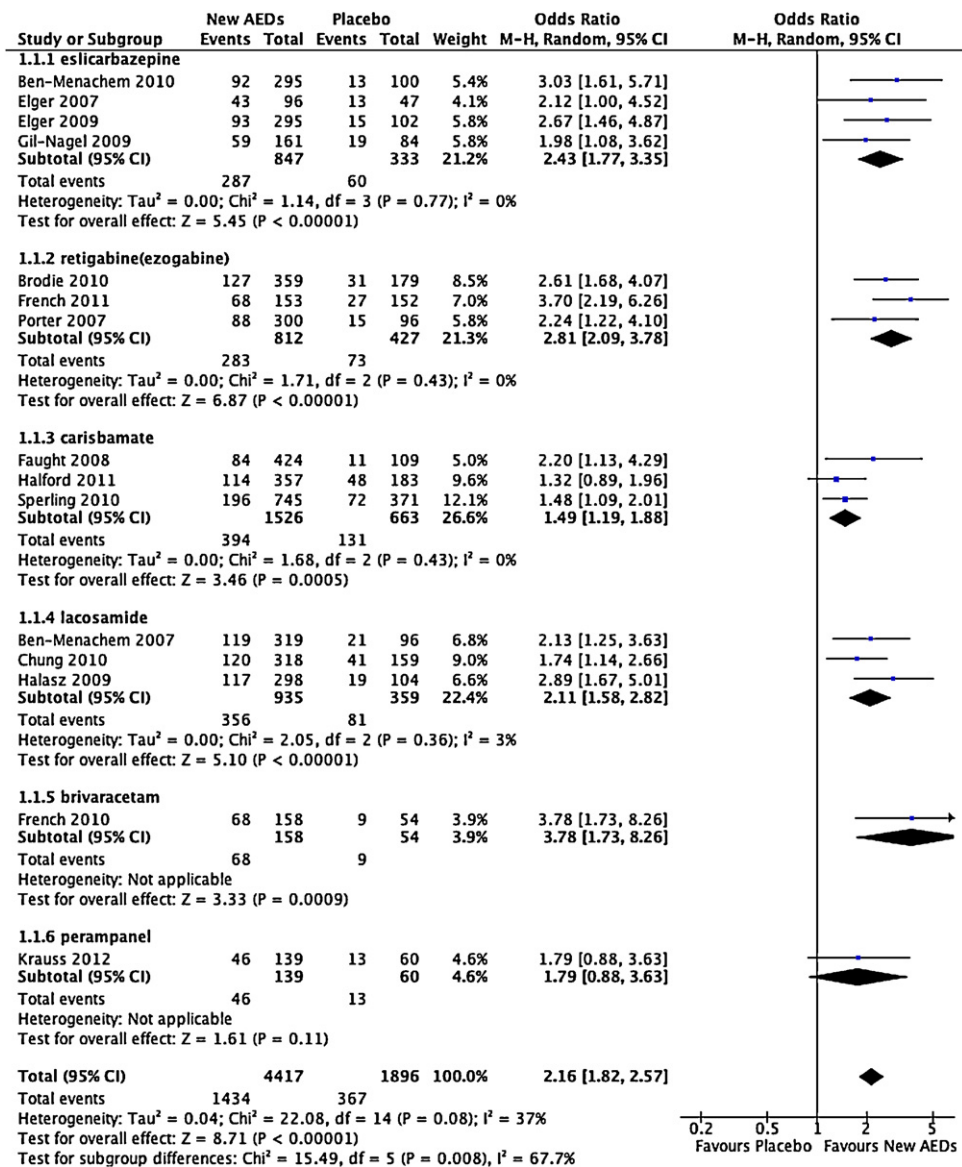 New AEDs Placebo Odds Ratio Odds Ratio
Study or Subgroup Events Total Events Total Weight M-H, Random, 95% CI M-H, Random, 95% CI
1.1.1 eslicarbazepine
Ben-Menachem 2010 92 295 13 100 5.4% 3.03 [1.61, 5.71]
Elger 2007 43 96 13 47 4.1% 2.12 [1.00, 4.52]
Elger 2009 93 295 15 102 5.8% 2.67 [1.46, 4.87]
Gil-Nagel 2009 59 161 19 84 5.8% 1.98 [1.08, 3.62]
Subtotal (95% CI) 847 333 21.2% 2.43 [1.77, 3.35]
Total events 287 60
Heterogeneity: Tau² = 0.00; Chi² = 1.14, df = 3 (P = 0.77); I² = 0%
Test for overall effect: Z = 5.45 (P < 0.00001)
1.1.2 retigabine(ezogabine)
Brodie 2010 127 359 31 179 8.5% 2.61 [1.68, 4.07]
French 2011 68 153 27 152 7.0% 3.70 [2.19, 6.26]
Porter 2007 88 300 15 96 5.8% 2.24 [1.22, 4.10]
Subtotal (95% CI) 812 427 21.3% 2.81 [2.09, 3.78]
Total events 283 73
Heterogeneity: Tau² = 0.00; Chi² = 1.71, df = 2 (P = 0.43); I² = 0%
Test for overall effect: Z = 6.87 (P < 0.00001)
1.1.3 carisbamate
Faught 2008 84 424 11 109 5.0% 2.20 [1.13, 4.29]
Halford 2011 114 357 48 183 9.6% 1.32 [0.89, 1.96]
Sperling 2010 196 745 72 371 12.1% 1.48 [1.09, 2.01]
Subtotal (95% CI) 1526 663 26.6% 1.49 [1.19, 1.88]
Total events 394 131
Heterogeneity: Tau² = 0.00; Chi² = 1.68, df = 2 (P = 0.43); I² = 0%
Test for overall effect: Z = 3.46 (P = 0.0005)
1.1.4 lacosamide
Ben-Menachem 2007 119 319 21 96 6.8% 2.13 [1.25, 3.63]
Chung 2010 120 318 41 159 9.0% 1.74 [1.14, 2.66]
Halasz 2009 117 298 19 104 6.6% 2.89 [1.67, 5.01]
Subtotal (95% CI) 935 359 22.4% 2.11 [1.58, 2.82]
Total events 356 81
Heterogeneity: Tau² = 0.00; Chi² = 2.05, df = 2 (P = 0.36); I² = 3%
Test for overall effect: Z = 5.10 (P < 0.00001)
1.1.5 brivaracetam
French 2010 68 158 9 54 3.9% 3.78 [1.73, 8.26]
Subtotal (95% CI) 158 54 3.9% 3.78 [1.73, 8.26]
Total events 68 9
Heterogeneity: Not applicable
Test for overall effect: Z = 3.33 (P = 0.0009)
1.1.6 perampanel
Krauss 2012 46 139 13 60 4.6% 1.79 [0.88, 3.63]
Subtotal (95% CI) 139 60 4.6% 1.79 [0.88, 3.63]
Total events 46 13
Heterogeneity: Not applicable
Test for overall effect: Z = 1.61 (P = 0.11)
Total (95% CI) 4417 1896 100.0% 2.16 [1.82, 2.57]
Total events 1434 367
Heterogeneity: Tau² = 0.04; Chi² = 22.08, df = 14 (P = 0.08); I² = 37%
Test for overall effect: Z = 8.71 (P < 0.00001)
Test for subgroup differences: Chi² = 15.49, df = 5 (P = 0.008), I² = 67.7%
0.2 0.5 1 2 5
Favours Placebo Favours New AEDs